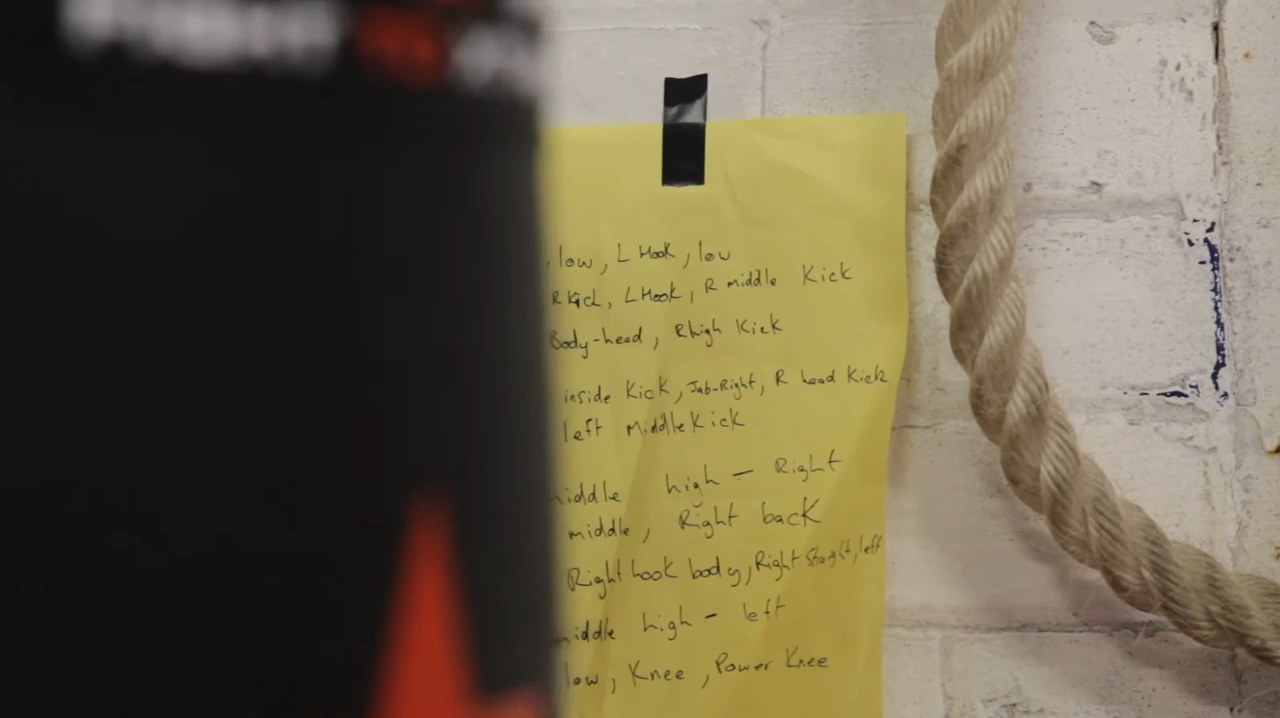 low, L Hook, low
R Kick, L Hook, R middle Kick
Body-head, R high Kick
inside Kick, Jab-Right, R head Kick
left middle Kick
middle high - Right
middle, Right back
Right hook body, Right Straight, left
middle high - left
low, Knee, Power Knee